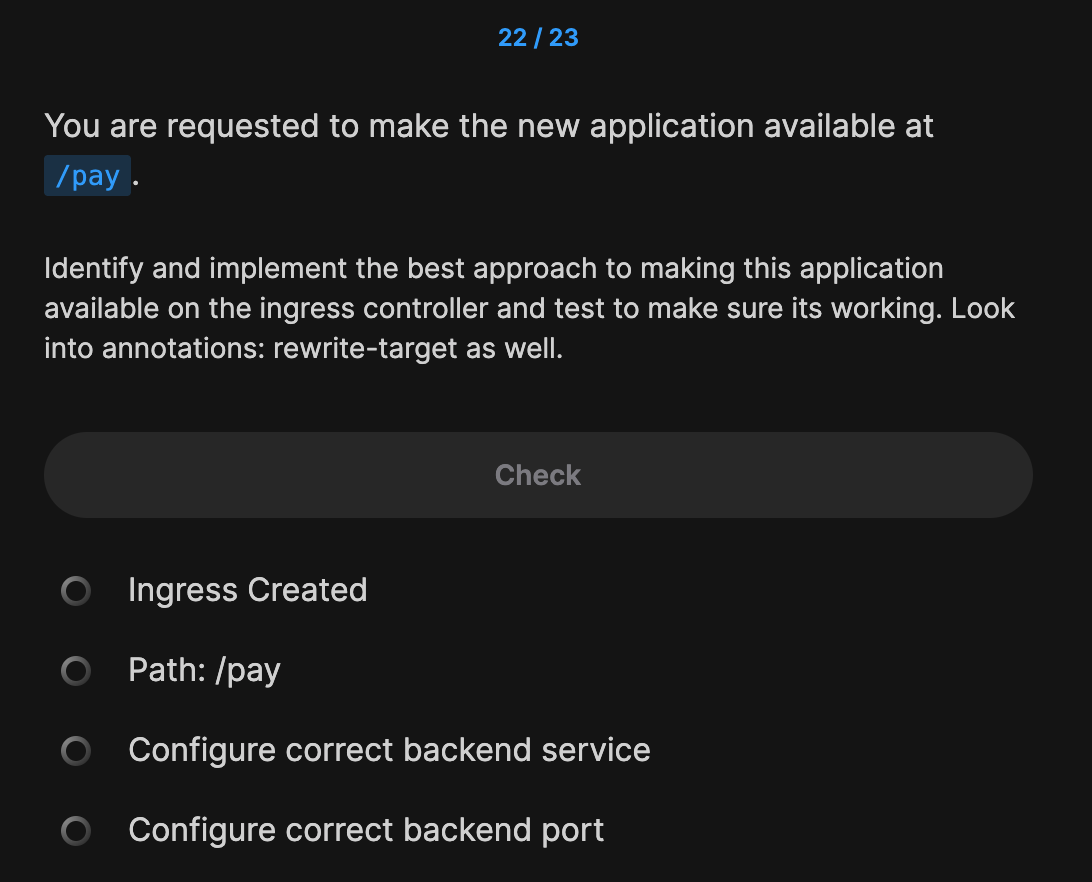 22 / 23
You are requested to make the new application available at
/pay.
Identify and implement the best approach to making this application
available on the ingress controller and test to make sure its working. Look
into annotations: rewrite-target as well.
Check
Ingress Created
Path: /pay
Configure correct backend service
Configure correct backend port